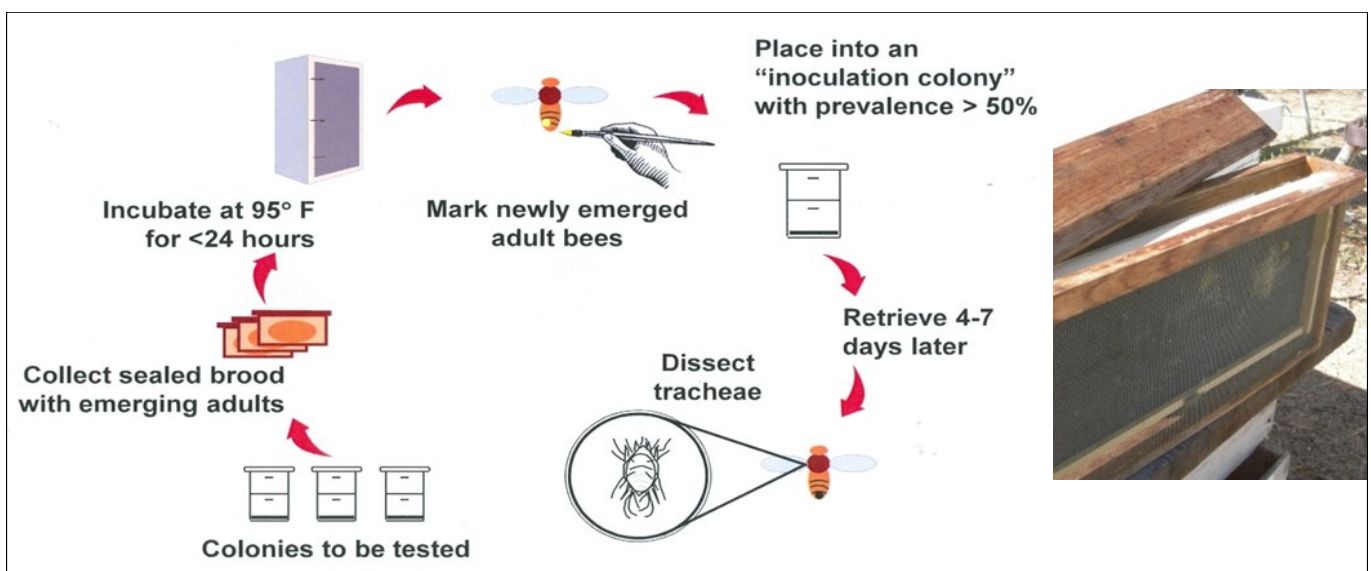 Colonies to be tested
Collect sealed brood
with emerging adults
Incubate at 95° F
for <24 hours
Mark newly emerged
adult bees
Place into an
“inoculation colony”
with prevalence > 50%
Retrieve 4-7
days later
Dissect
tracheae